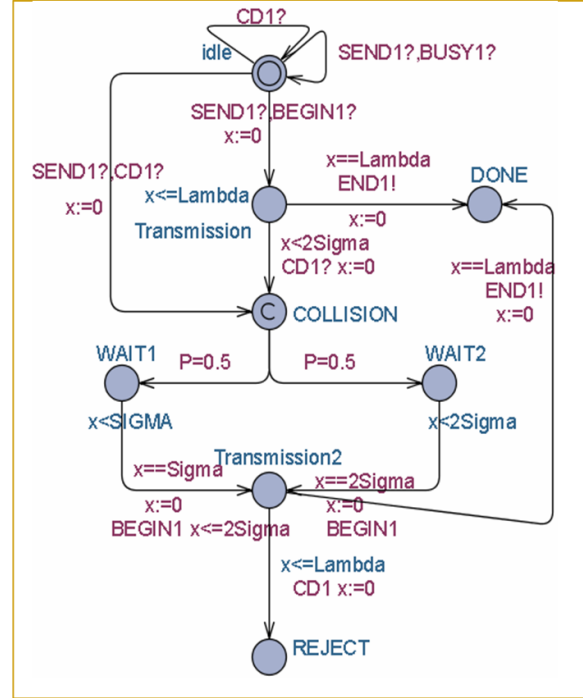 CD1?
idle
SEND1?,BUSY1?
SEND1?,BEGIN1?
x:=0
SEND1?,CD1?
x:=0
x==Lambda
END1!
x:=0
DONE
x<=Lambda
Transmission
x<2Sigma
CD1? x:=0
x==Lambda
END1!
x:=0
C
COLLISION
WAIT1
P=0.5
P=0.5
WAIT2
x<SIGMA
x<2Sigma
Transmission2
x==Sigma
x:=0
BEGIN1
x<=2Sigma
x==2Sigma
x:=0
BEGIN1
x<=Lambda
CD1 x:=0
REJECT